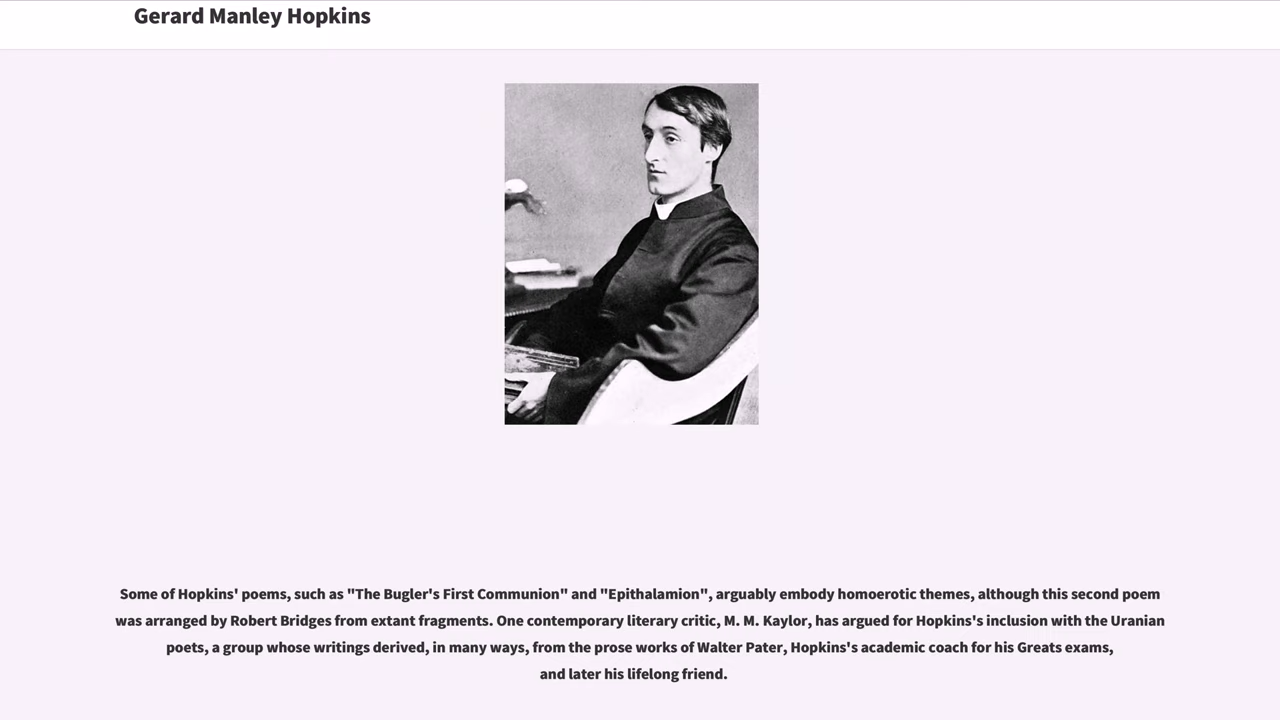 Gerard Manley Hopkins
Some of Hopkins' poems, such as "The Bugler's First Communion" and "Epithalamion", arguably embody homoerotic themes, although this second poem
was arranged by Robert Bridges from extant fragments. One contemporary literary critic, M. M. Kaylor, has argued for Hopkins's inclusion with the Uranian
poets, a group whose writings derived, in many ways, from the prose works of Walter Pater, Hopkins's academic coach for his Greats exams,
and later his lifelong friend.